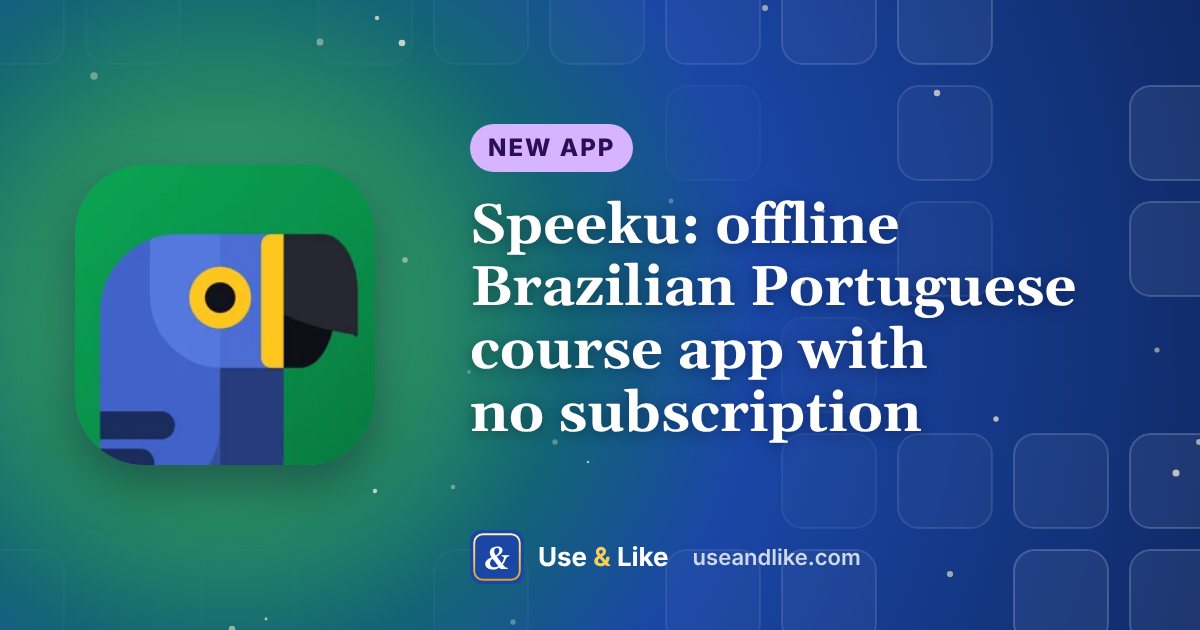 NEW APP
Speeku: offline
Brazilian Portuguese
course app with
no subscription
& Use & Like useandlike.com